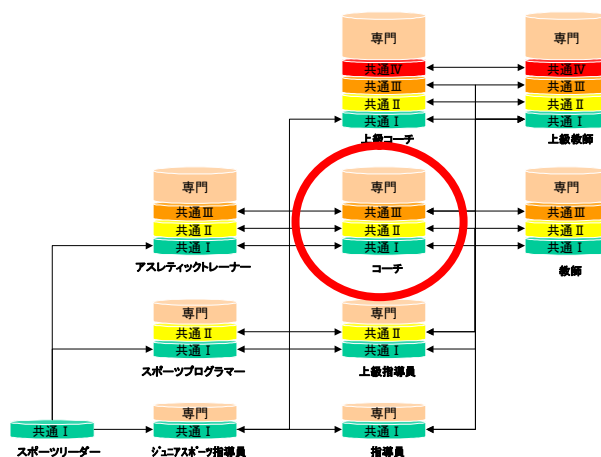 専門
専門
共通Ⅳ
共通Ⅳ
共通Ⅲ
共通Ⅲ
共通Ⅱ
共通Ⅱ
共通Ⅰ
共通Ⅰ
上級コーチ
上級教師
専門
専門
専門
共通Ⅲ
共通Ⅲ
共通Ⅲ
共通Ⅱ
共通Ⅱ
共通Ⅱ
共通Ⅰ
共通Ⅰ
共通Ⅰ
アスレティックトレーナー
コーチ
教師
専門
専門
共通Ⅱ
共通Ⅱ
共通Ⅰ
共通Ⅰ
スポーツプログラマー
上級指導員
専門
専門
共通Ⅰ
共通Ⅰ
共通Ⅰ
スポーツリーダー
ジュニアスポーツ指導員
指導員